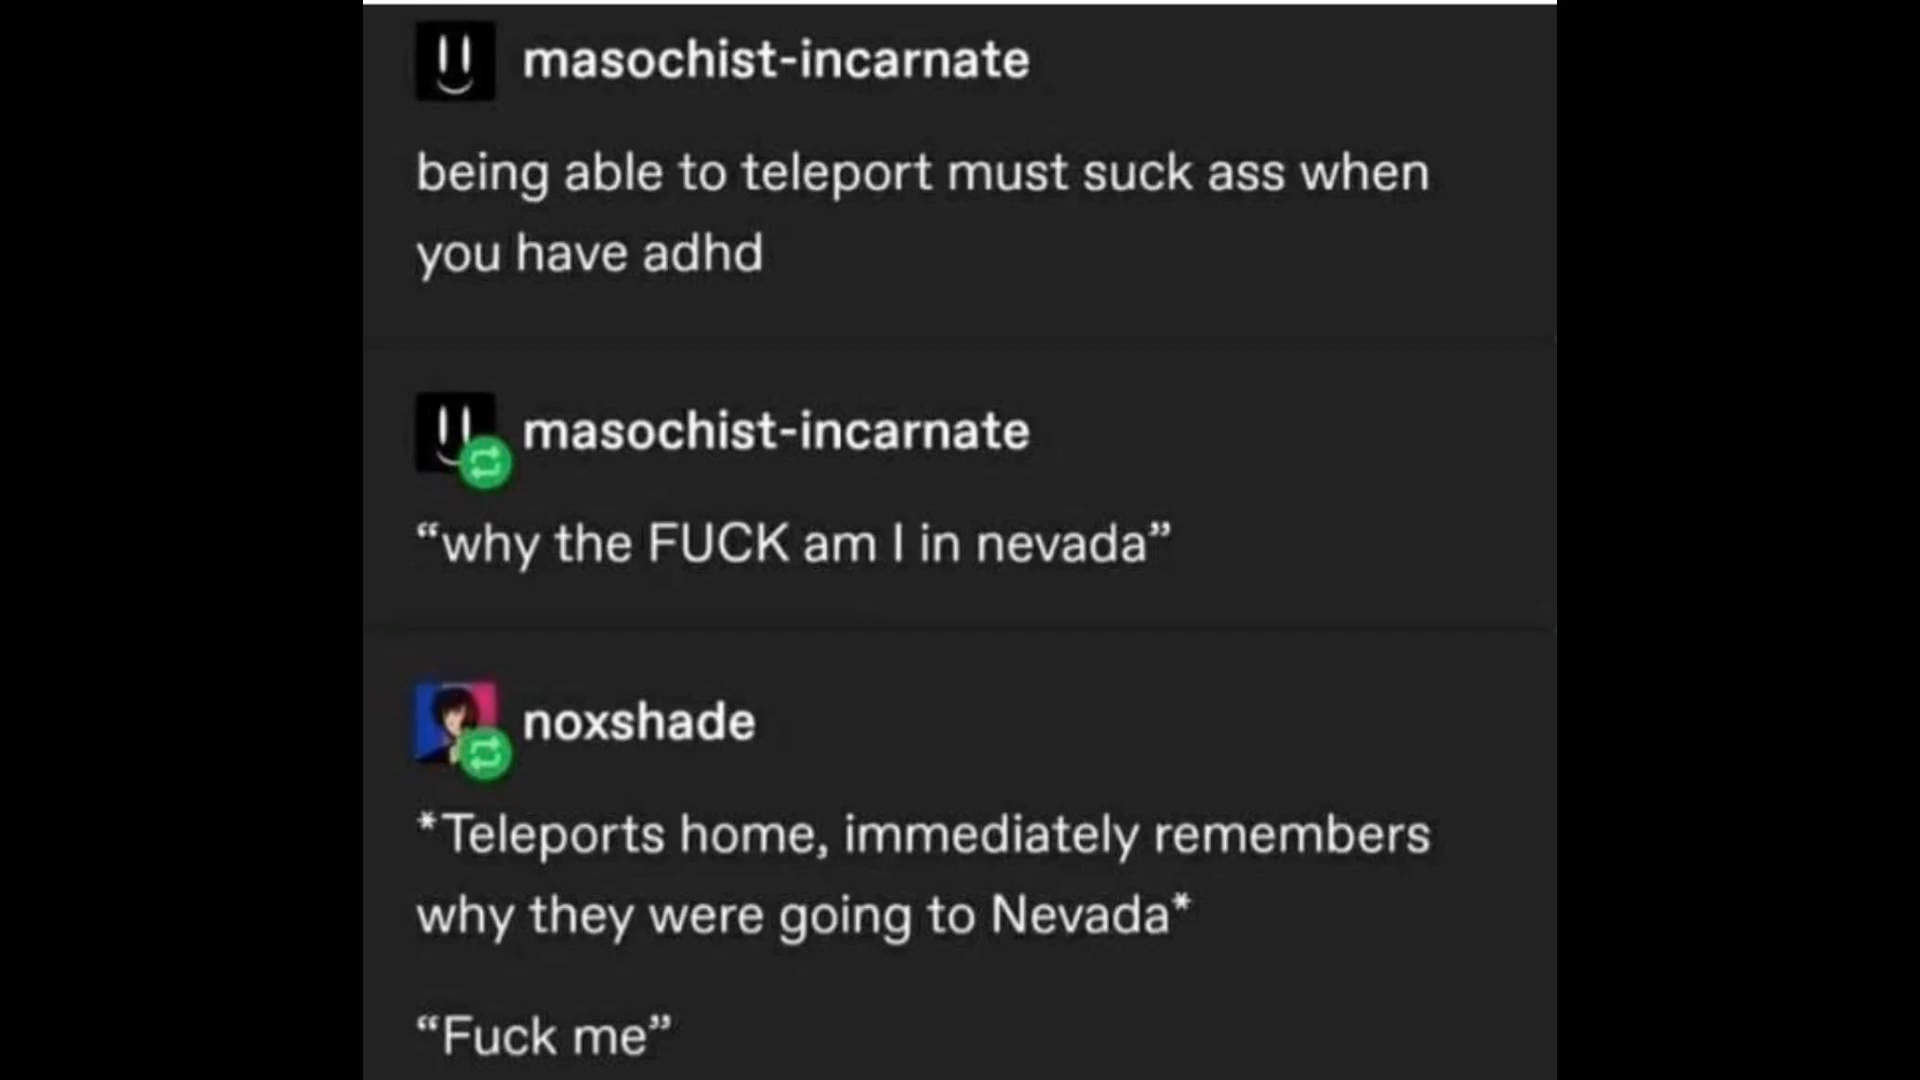 masochist-incarnate
being able to teleport must suck ass when
you have adhd
masochist-incarnate
“why the FUCK am I in nevada”
noxshade
*Teleports home, immediately remembers
why they were going to Nevada*
“Fuck me”